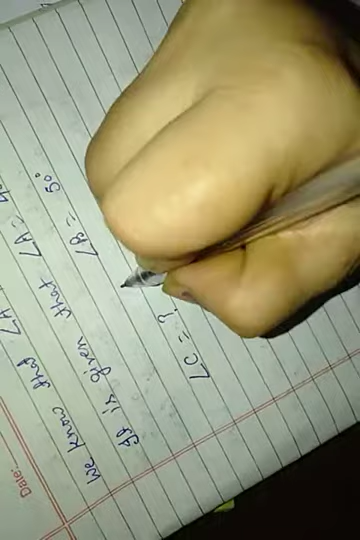 Date:
We know that ∠A
It is given that ∠A =
∠B = 50°
∠C = ?